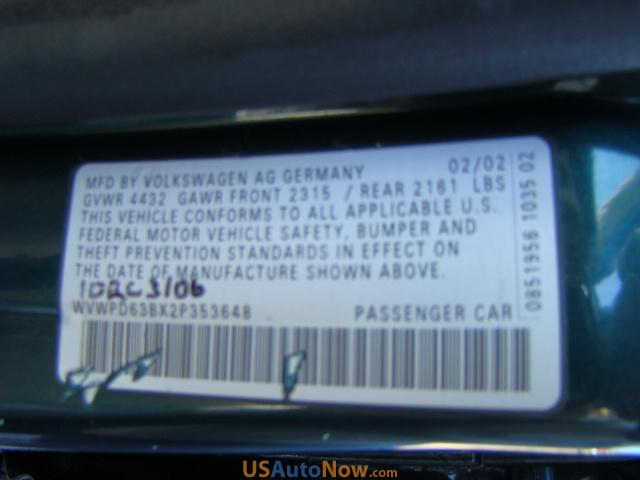 MFD BY VOLKSWAGEN AG GERMANY 02/02
GVWR 4432 GAWR FRONT 2315 / REAR 2161 LBS
THIS VEHICLE CONFORMS TO ALL APPLICABLE U.S.
FEDERAL MOTOR VEHICLE SAFETY, BUMPER AND
THEFT PREVENTION STANDARDS IN EFFECT ON
THE DATE OF MANUFACTURE SHOWN ABOVE.
WVWPD63BX2P353648 PASSENGER CAR
0851956 1035 02
USAutoNow.com